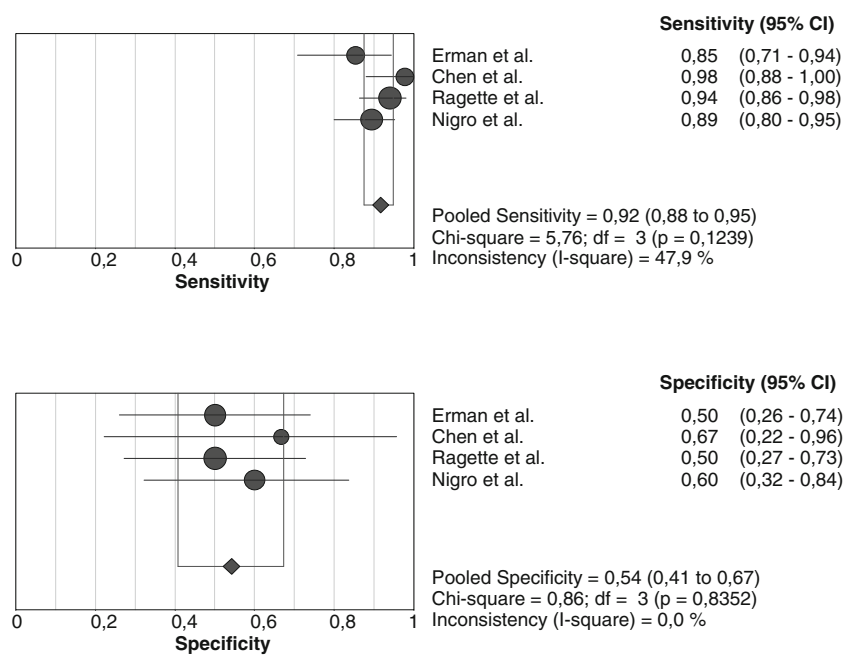 Sensitivity (95% CI)
Erman et al. 0,85 (0,71 - 0,94)
Chen et al. 0,98 (0,88 - 1,00)
Ragette et al. 0,94 (0,86 - 0,98)
Nigro et al. 0,89 (0,80 - 0,95)
Pooled Sensitivity = 0,92 (0,88 to 0,95)
Chi-square = 5,76; df = 3 (p = 0,1239)
Inconsistency (I-square) = 47,9 %
0 0,2 0,4 0,6 0,8 1
Sensitivity
Specificity (95% CI)
Erman et al. 0,50 (0,26 - 0,74)
Chen et al. 0,67 (0,22 - 0,96)
Ragette et al. 0,50 (0,27 - 0,73)
Nigro et al. 0,60 (0,32 - 0,84)
Pooled Specificity = 0,54 (0,41 to 0,67)
Chi-square = 0,86; df = 3 (p = 0,8352)
Inconsistency (I-square) = 0,0 %
0 0,2 0,4 0,6 0,8 1
Specificity